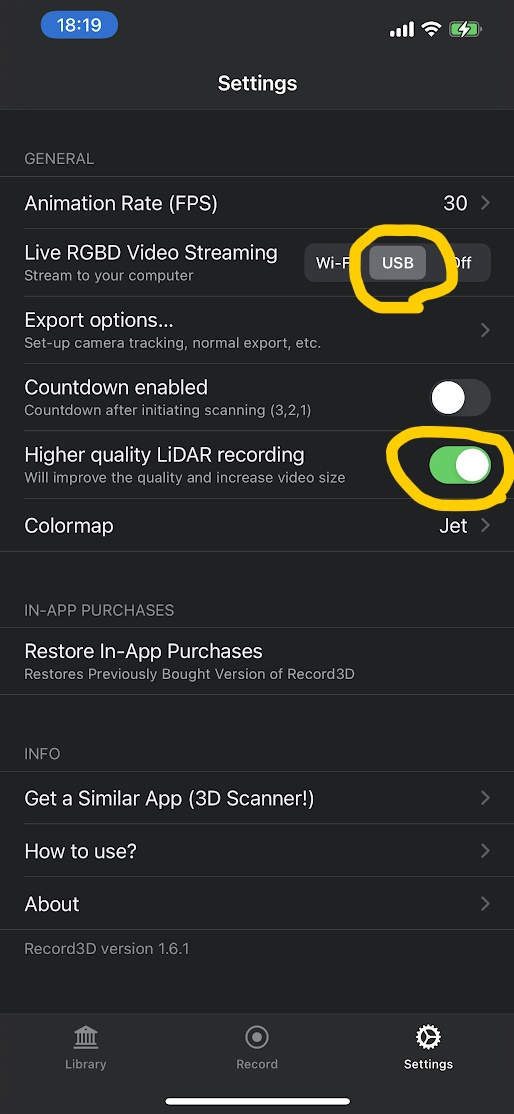 18:19
Settings
GENERAL
Animation Rate (FPS) 30
Live RGBD Video Streaming
Wi-F USB Off
Stream to your computer
Export options...
Set-up camera tracking, normal export, etc.
Countdown enabled
Countdown after initiating scanning (3,2,1)
Higher quality LiDAR recording
Will improve the quality and increase video size
Colormap Jet
IN-APP PURCHASES
Restore In-App Purchases
Restores Previously Bought Version of Record3D
INFO
Get a Similar App (3D Scanner!)
How to use?
About
Record3D version 1.6.1
Library Record Settings